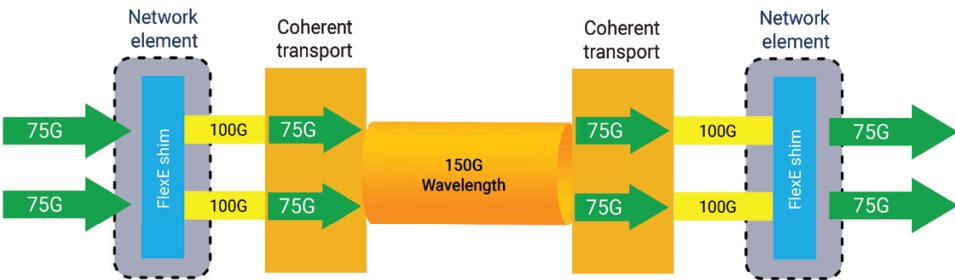 Network
element
Coherent
transport
Coherent
transport
Network
element
75G
FlexE shim
100G
75G
150G
Wavelength
75G
100G
FlexE shim
75G
75G
100G
75G
75G
100G
75G